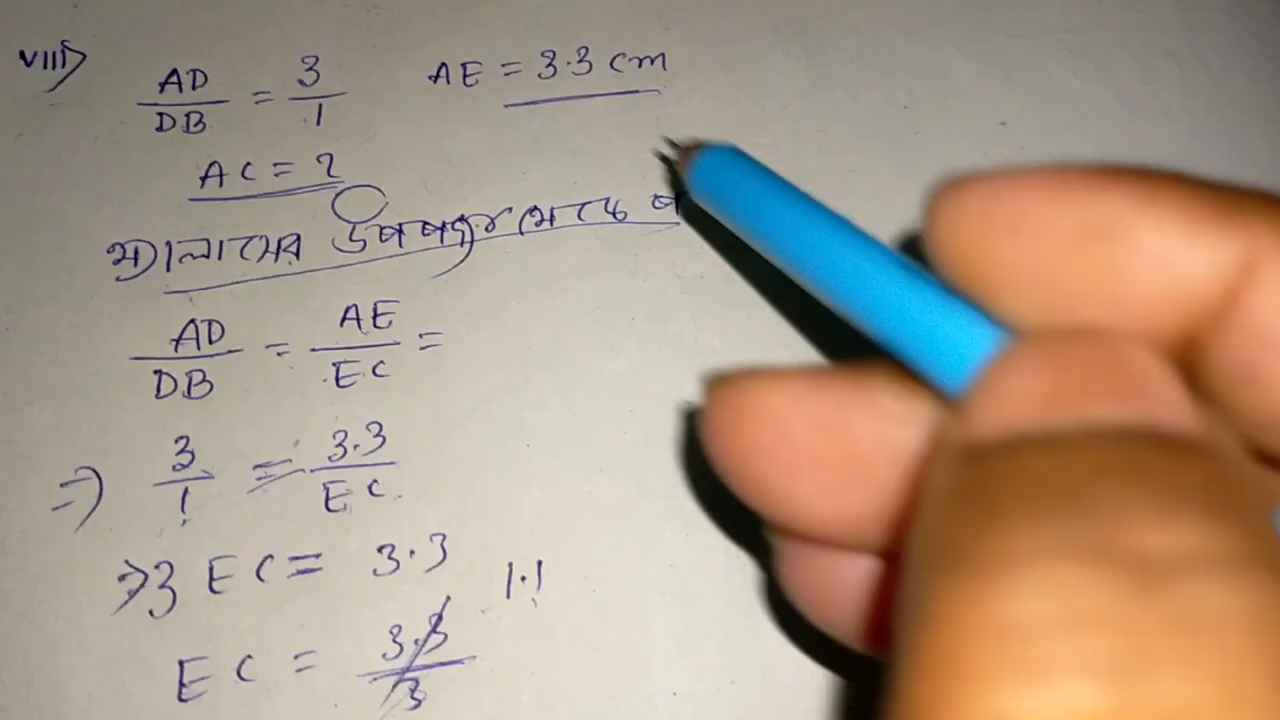 viii) AD/DB = 3/1 AE = 3.3 cm
AC = ?
থ্যালাসের উপপাদ্য
AD/DB = AE/EC =
⇒ 3/1 = 3.3/EC
⇒ 3 EC = 3.3 1.1
EC = 3.3/3